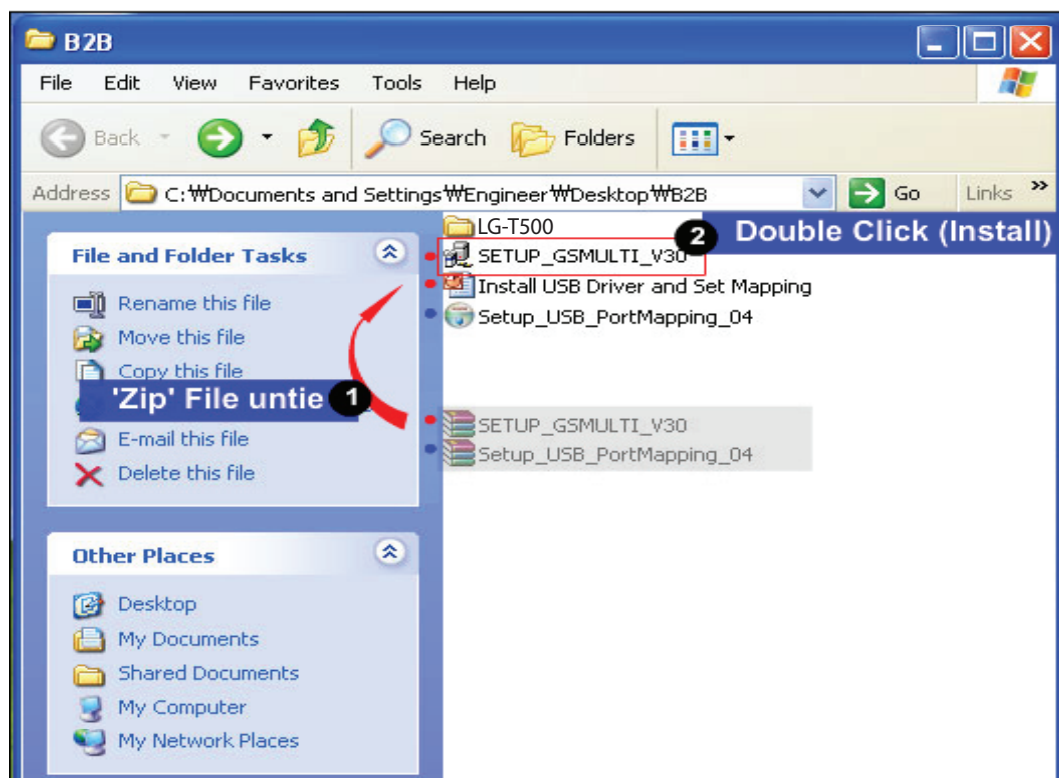 B2B
File Edit View Favorites Tools Help
Back Search Folders
Address C:₩Documents and Settings₩Engineer₩Desktop₩B2B Go Links »
File and Folder Tasks
Rename this file
Move this file
Copy this file
'Zip' File untie 1
E-mail this file
Delete this file
Other Places
Desktop
My Documents
Shared Documents
My Computer
My Network Places
LG-T500
SETUP_GSMULTI_V30
2 Double Click (Install)
Install USB Driver and Set Mapping
Setup_USB_PortMapping_04
SETUP_GSMULTI_V30
Setup_USB_PortMapping_04